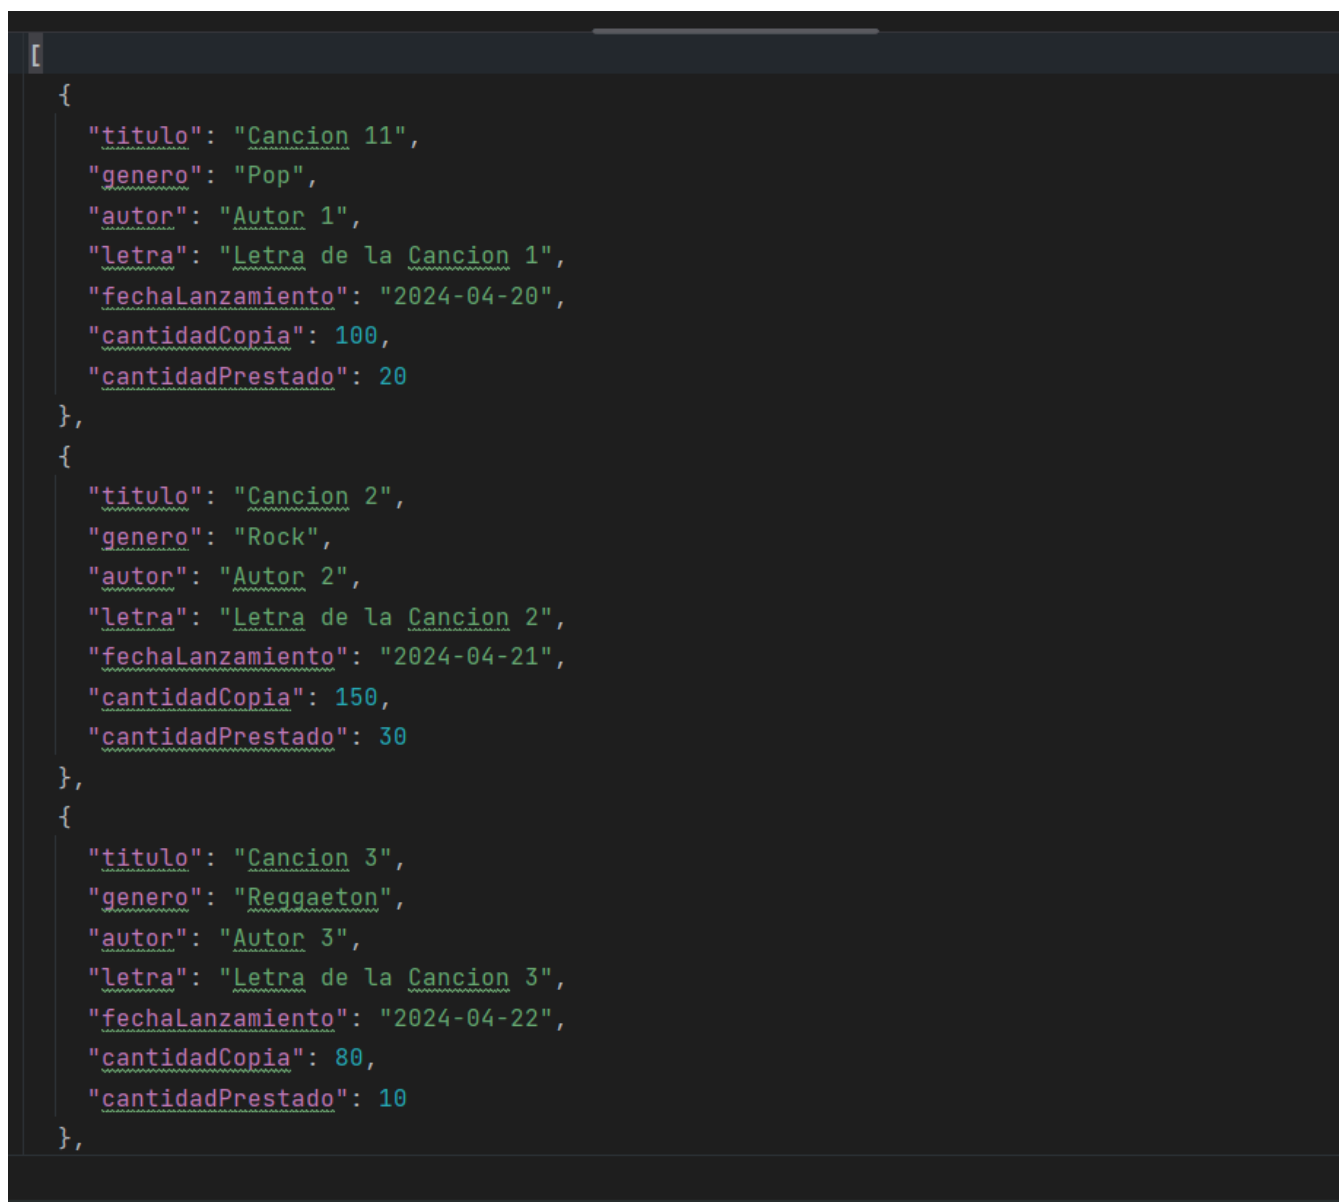 [
{
"titulo": "Cancion 11",
"genero": "Pop",
"autor": "Autor 1",
"letra": "Letra de la Cancion 1",
"fechaLanzamiento": "2024-04-20",
"cantidadCopia": 100,
"cantidadPrestado": 20
},
{
"titulo": "Cancion 2",
"genero": "Rock",
"autor": "Autor 2",
"letra": "Letra de la Cancion 2",
"fechaLanzamiento": "2024-04-21",
"cantidadCopia": 150,
"cantidadPrestado": 30
},
{
"titulo": "Cancion 3",
"genero": "Reggaeton",
"autor": "Autor 3",
"letra": "Letra de la Cancion 3",
"fechaLanzamiento": "2024-04-22",
"cantidadCopia": 80,
"cantidadPrestado": 10
},